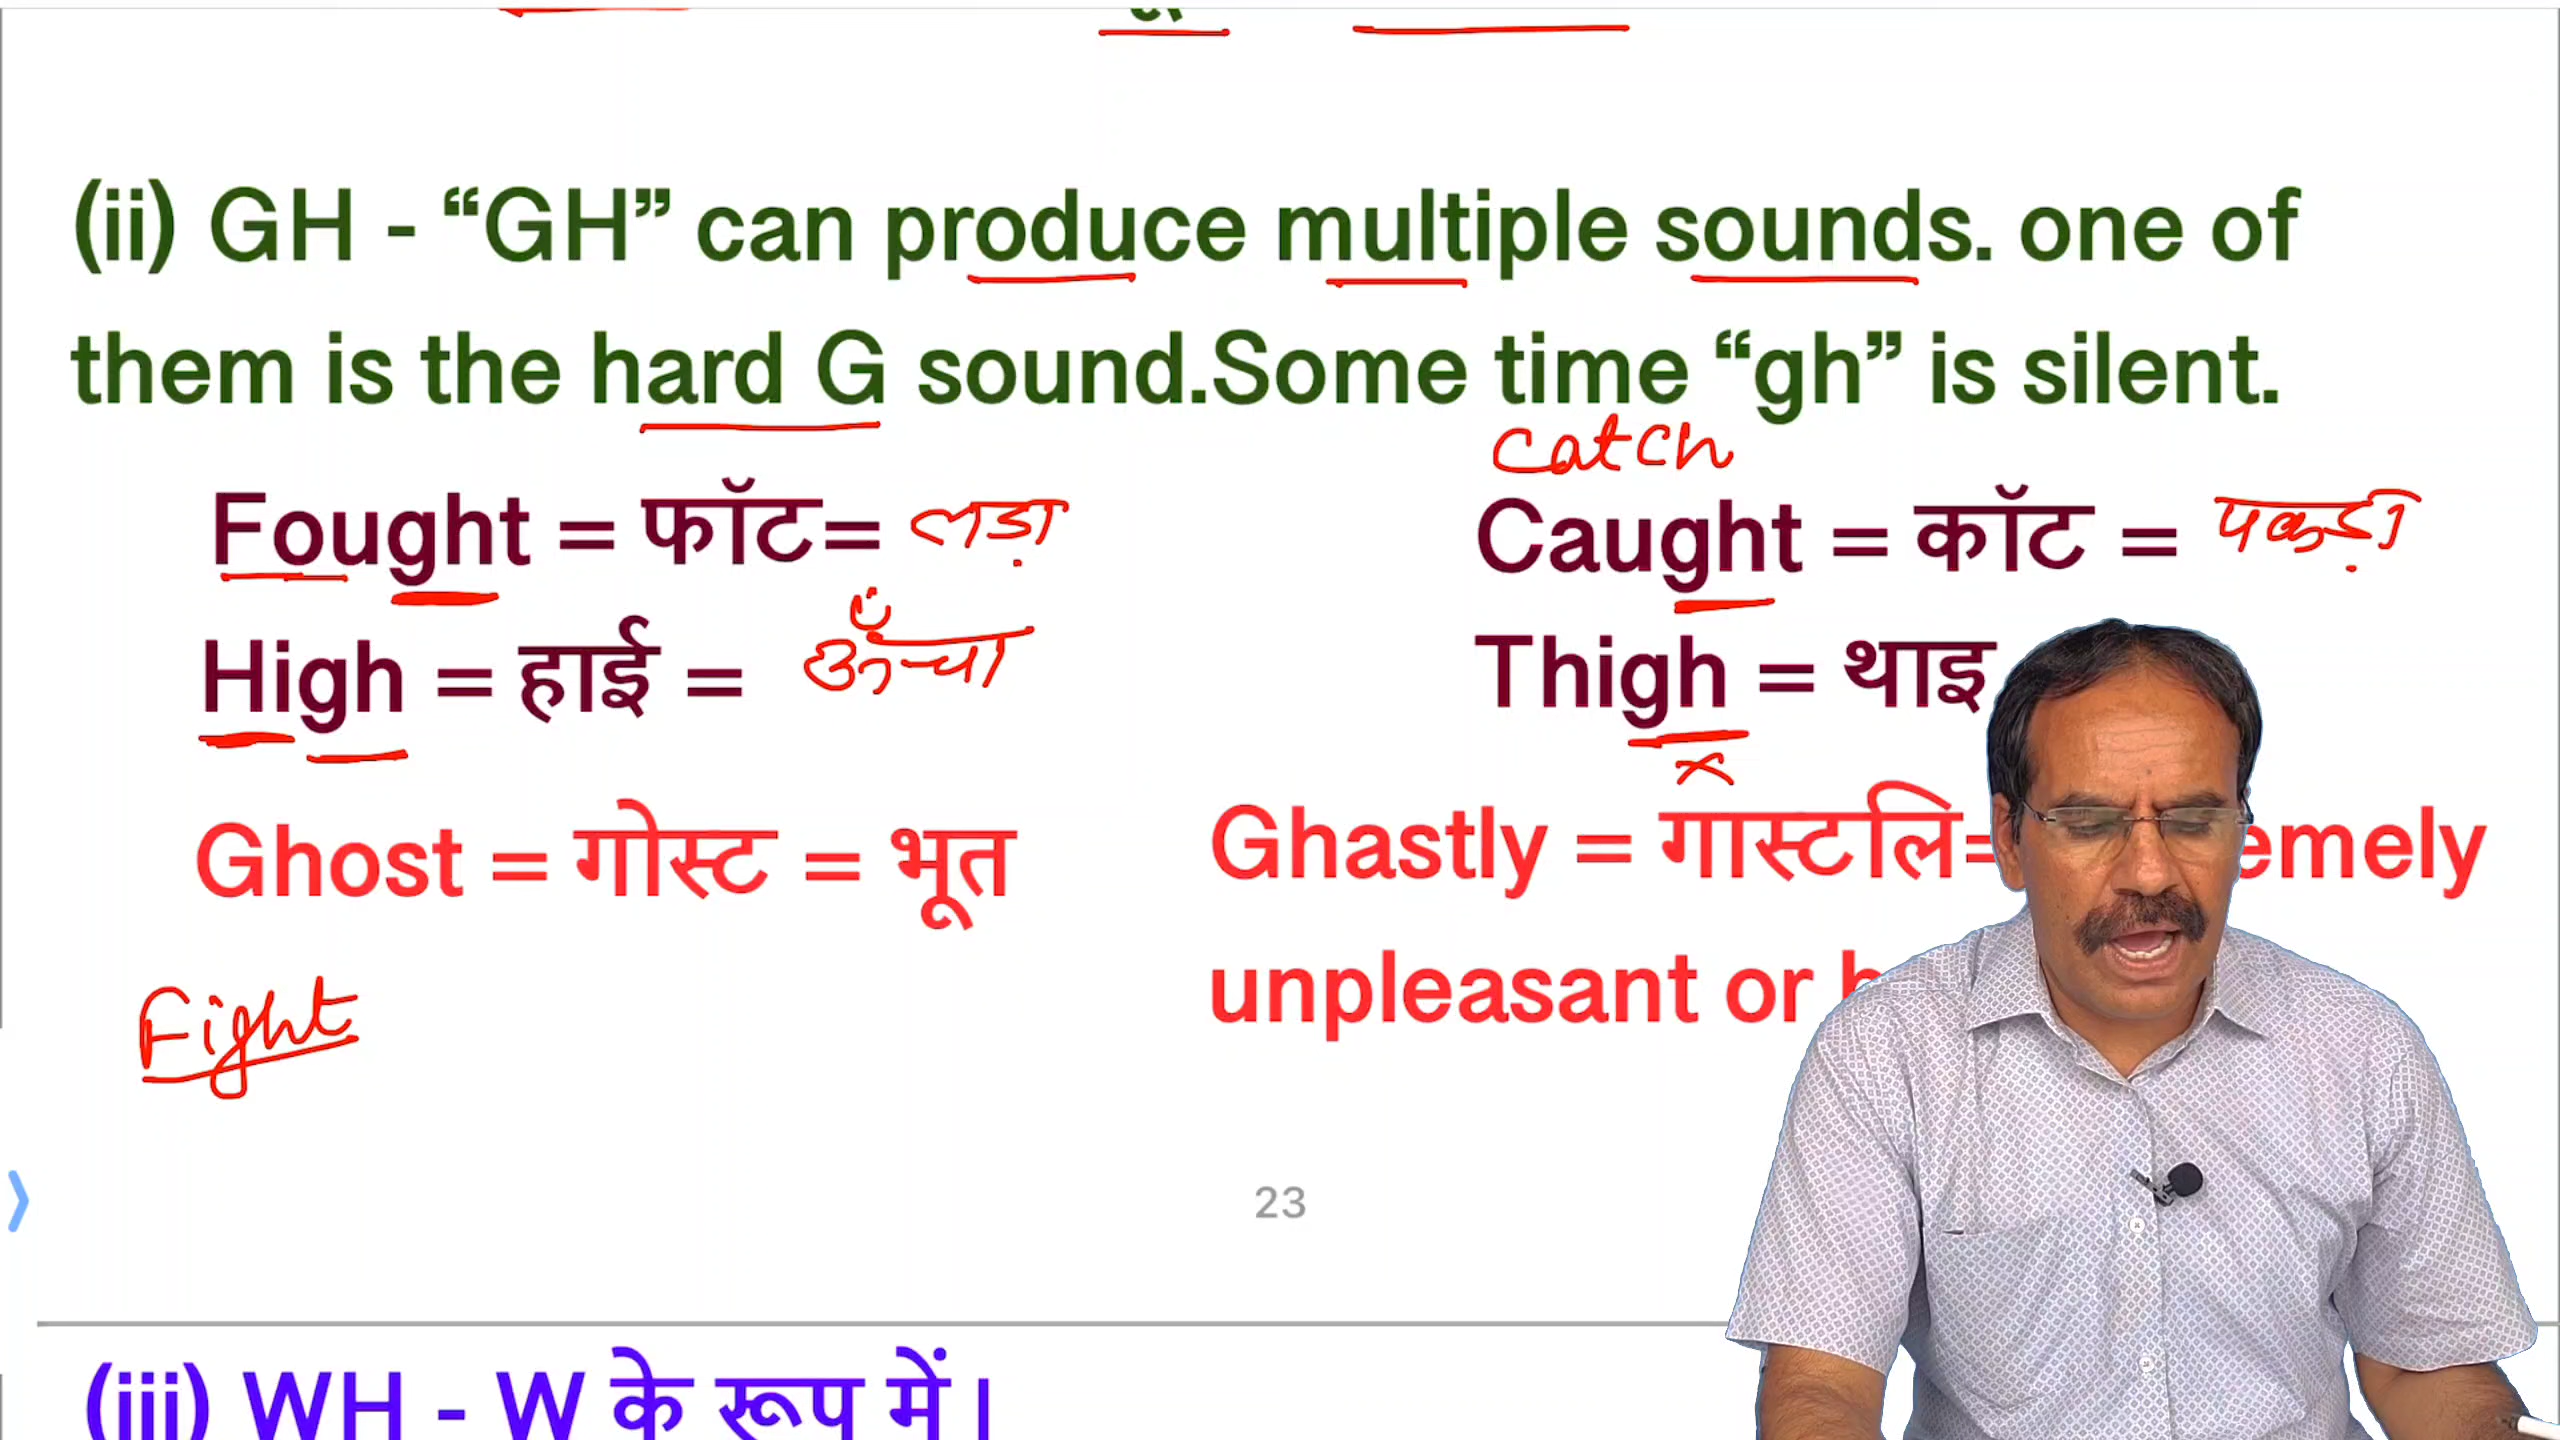 (ii) GH - “GH” can produce multiple sounds. one of
them is the hard G sound.Some time “gh” is silent.
catch
Fought = फॉट= लड़ा
Caught = कॉट = पकड़ा
High = हाई = ऊँचा
Thigh = थाइ
x
Ghost = गोस्ट = भूत
Ghastly = गास्टलि= emely
unpleasant or
Fight
23
(iii) WH - W के रूप में।